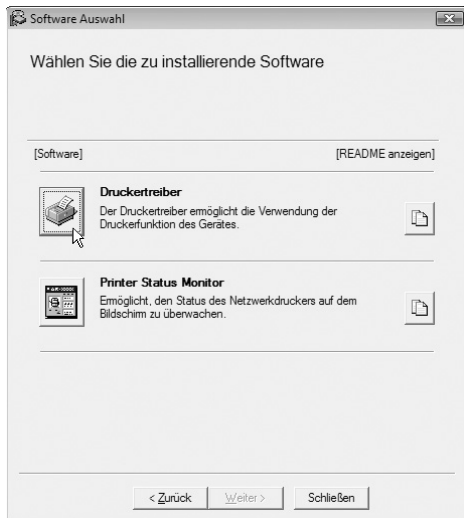 Software Auswahl
Wählen Sie die zu installierende Software
[Software] [README anzeigen]
Druckertreiber
Der Druckertreiber ermöglicht die Verwendung der
Druckerfunktion des Gerätes.
Printer Status Monitor
Ermöglicht, den Status des Netzwerkdruckers auf dem
Bildschirm zu überwachen.
< Zurück Weiter > Schließen